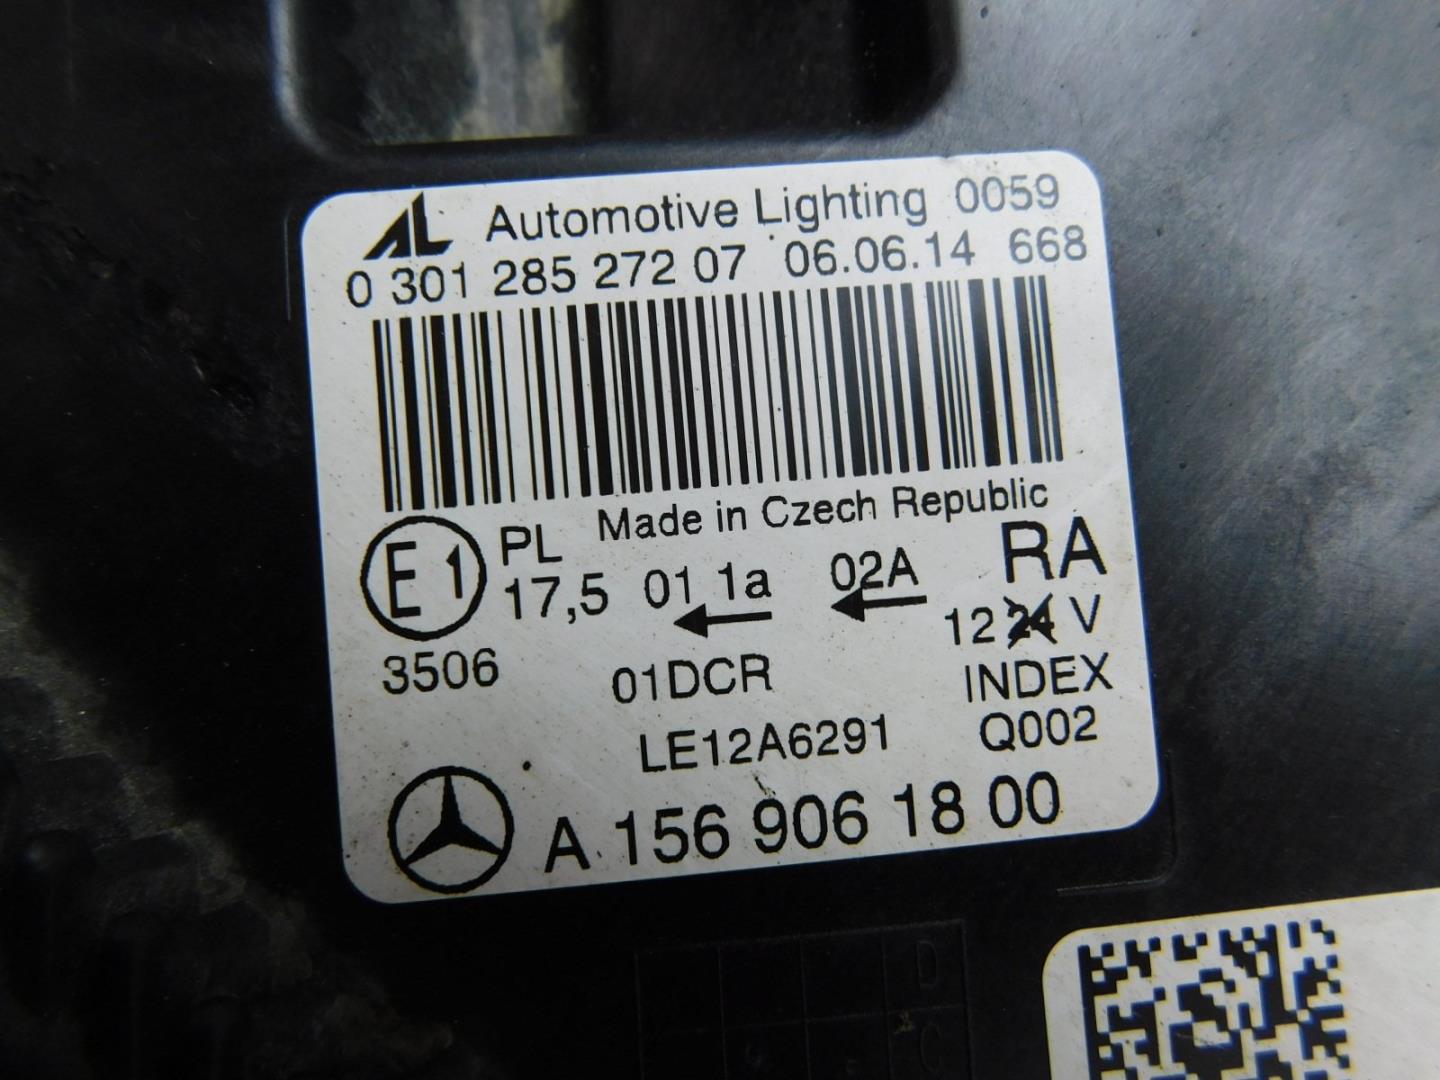 AL Automotive Lighting 0059
0 301 285 272 07 06.06.14 668
Made in Czech Republic
E1 PL 17,5 01 1a 02A RA
12 24 V
3506 01DCR INDEX
LE12A6291 Q002
A 156 906 18 00
D
C